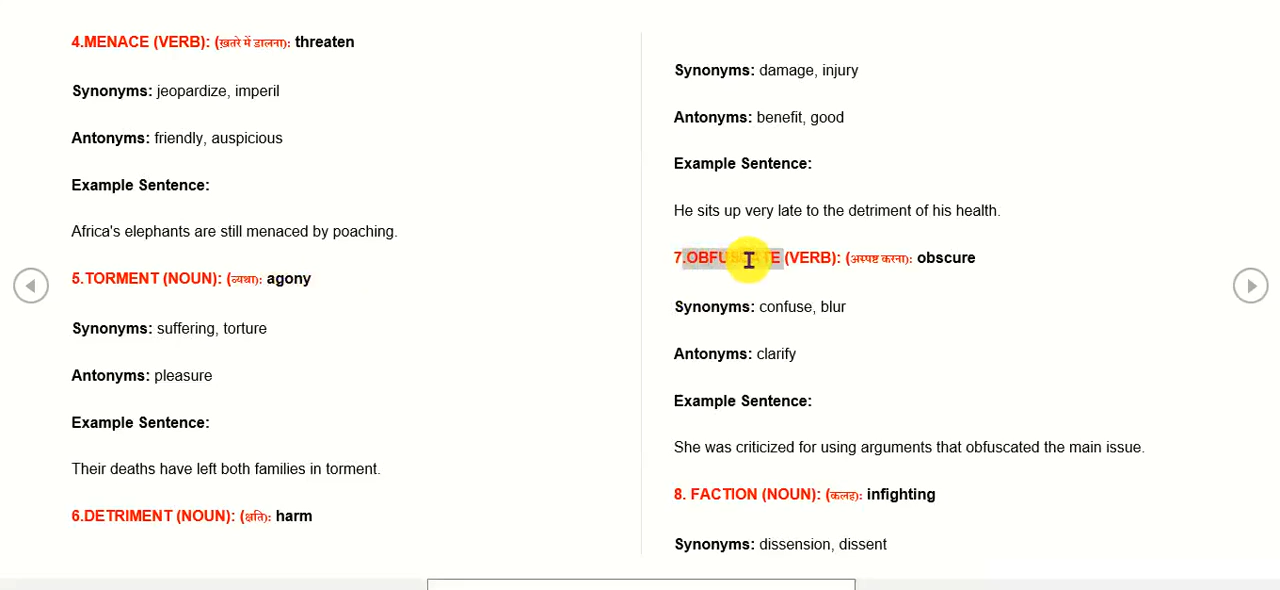 4.MENACE (VERB): (ख़तरे में डालना): threaten
Synonyms: jeopardize, imperil
Antonyms: friendly, auspicious
Example Sentence:
Africa's elephants are still menaced by poaching.
5.TORMENT (NOUN): (व्यथा): agony
Synonyms: suffering, torture
Antonyms: pleasure
Example Sentence:
Their deaths have left both families in torment.
6.DETRIMENT (NOUN): (क्षति): harm
Synonyms: damage, injury
Antonyms: benefit, good
Example Sentence:
He sits up very late to the detriment of his health.
7.OBFUSCATE (VERB): (अस्पष्ट करना): obscure
Synonyms: confuse, blur
Antonyms: clarify
Example Sentence:
She was criticized for using arguments that obfuscated the main issue.
8. FACTION (NOUN): (कलह): infighting
Synonyms: dissension, dissent